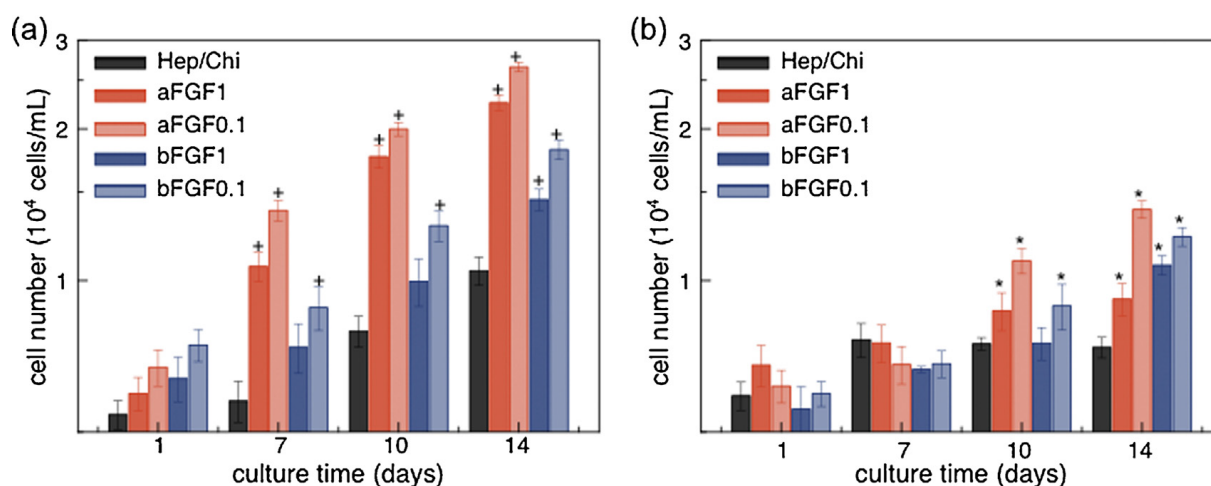 (a)
3
2
1
cell number (10⁴ cells/mL)
Hep/Chi
aFGF1
aFGF0.1
bFGF1
bFGF0.1
+ + + + + + + + + + +
1 7 10 14
culture time (days)
(b)
3
2
1
cell number (10⁴ cells/mL)
Hep/Chi
aFGF1
aFGF0.1
bFGF1
bFGF0.1
* * * * * * *
1 7 10 14
culture time (days)